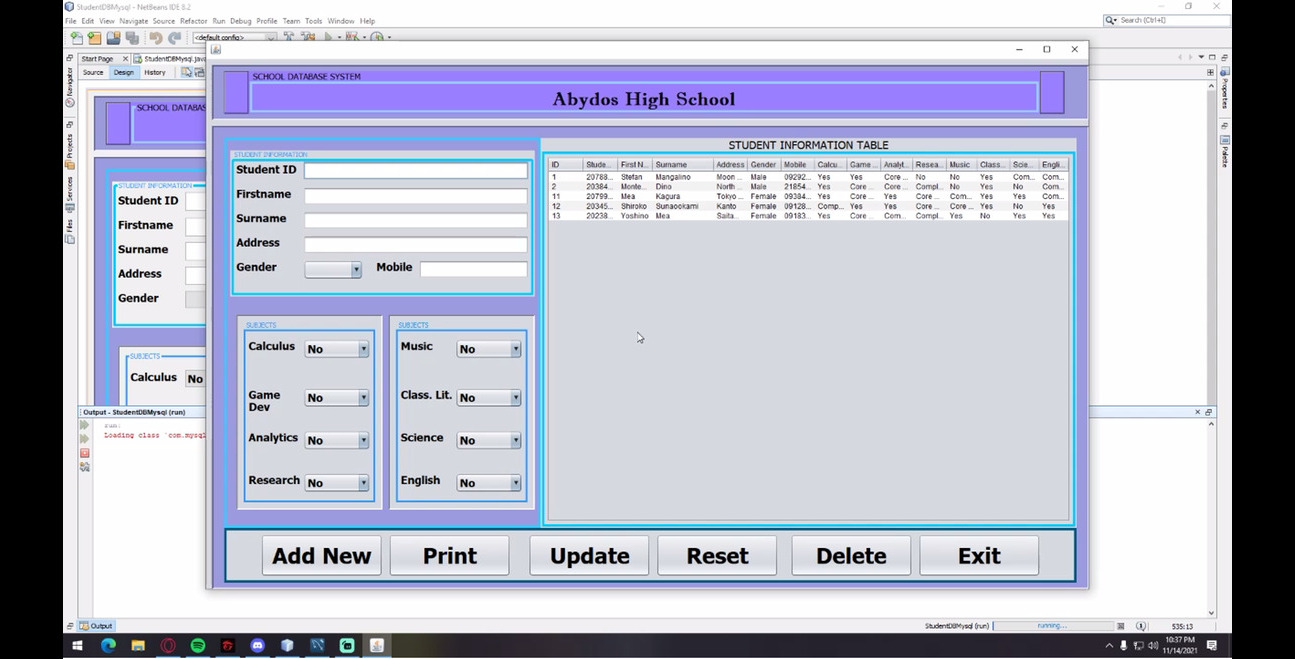 StudentDBMysql - NetBeans IDE 8.2
File Edit View Navigate Source Refactor Run Debug Profile Team Tools Window Help
Search (Ctrl+I)
<default config>
Start Page StudentDBMysql.java
Source Design History
Navigator
Projects
Services
Files
Properties
Palette
SCHOOL DATABAS
STUDENT INFORMATION
Student ID
Firstname
Surname
Address
Gender
SUBJECTS
Calculus No
SCHOOL DATABASE SYSTEM
Abydos High School
STUDENT INFORMATION
Student ID
Firstname
Surname
Address
Gender Mobile
SUBJECTS
Calculus No
Game Dev No
Analytics No
Research No
SUBJECTS
Music No
Class. Lit. No
Science No
English No
STUDENT INFORMATION TABLE
ID Stude... First N... Surname Address Gender Mobile Calcu... Game ... Analyt... Resea... Music Class... Scie... Engli...
1 20788... Stefan Mangalino Moon ... Male 09292... Yes Yes Core ... No No Yes Com... Com...
2 20384... Monte... Dino North ... Male 21854... Yes Core ... Core ... Compl... No Yes No Com...
11 20799... Mea Kagura Tokyo ... Female 09384... Yes Core ... Yes Core ... No Yes Yes Com...
12 20345... Shiroko Sunaookami Kanto Female 09128... Comp... Yes Yes Core ... Core ... Yes No Yes
13 20238... Yoshino Mea Saita... Female 09183... Yes Core ... Com... Compl... Yes No Yes Yes
Add New Print Update Reset Delete Exit
Output - StudentDBMysql (run)
run:
Loading class `com.mysql
Output
StudentDBMysql (run) running... 535:13
10:37 PM
11/14/2021